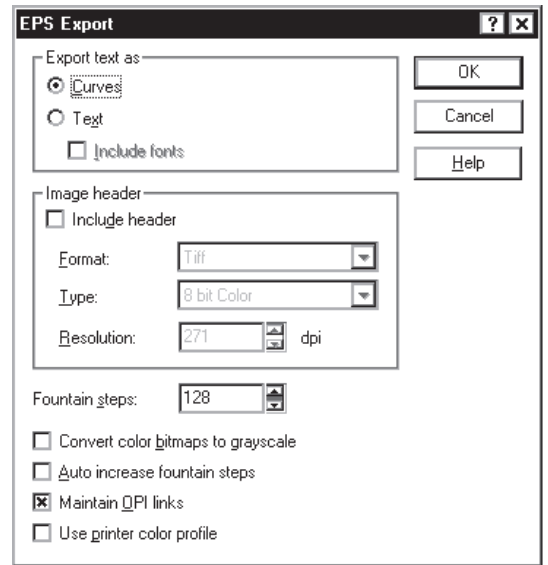 EPS Export
Export text as
Curves
Text
Include fonts
OK
Cancel
Help
Image header
Include header
Format: Tiff
Type: 8 bit Color
Resolution: 271 dpi
Fountain steps: 128
Convert color bitmaps to grayscale
Auto increase fountain steps
Maintain OPI links
Use printer color profile